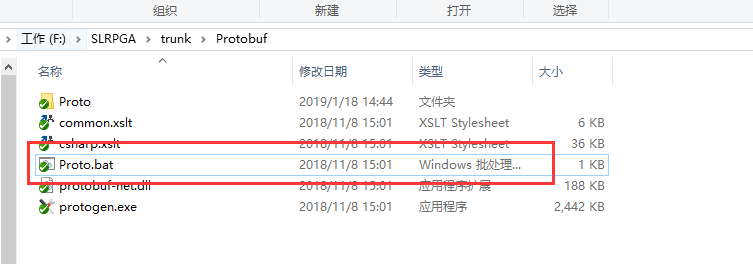 组织 新建 打开 选择
工作 (F:) SLRPGA trunk Protobuf
名称 修改日期 类型 大小
Proto 2019/1/18 14:44 文件夹
common.xslt 2018/11/8 15:01 XSLT Stylesheet 6 KB
csharp.xslt 2018/11/8 15:01 XSLT Stylesheet 36 KB
Proto.bat 2018/11/8 15:01 Windows 批处理... 1 KB
protobuf-net.dll 2018/11/8 15:01 应用程序扩展 188 KB
protogen.exe 2018/11/8 15:01 应用程序 2,442 KB